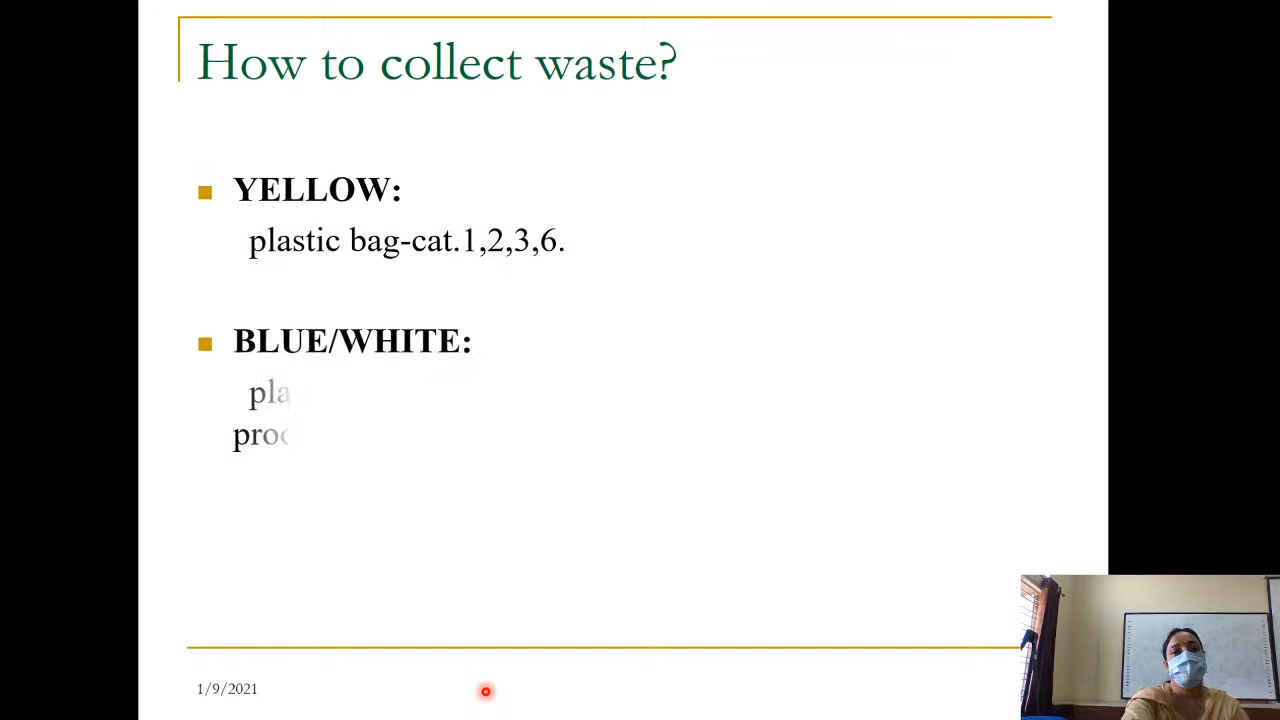 How to collect waste?
YELLOW:
plastic bag-cat.1,2,3,6.
BLUE/WHITE:
1/9/2021